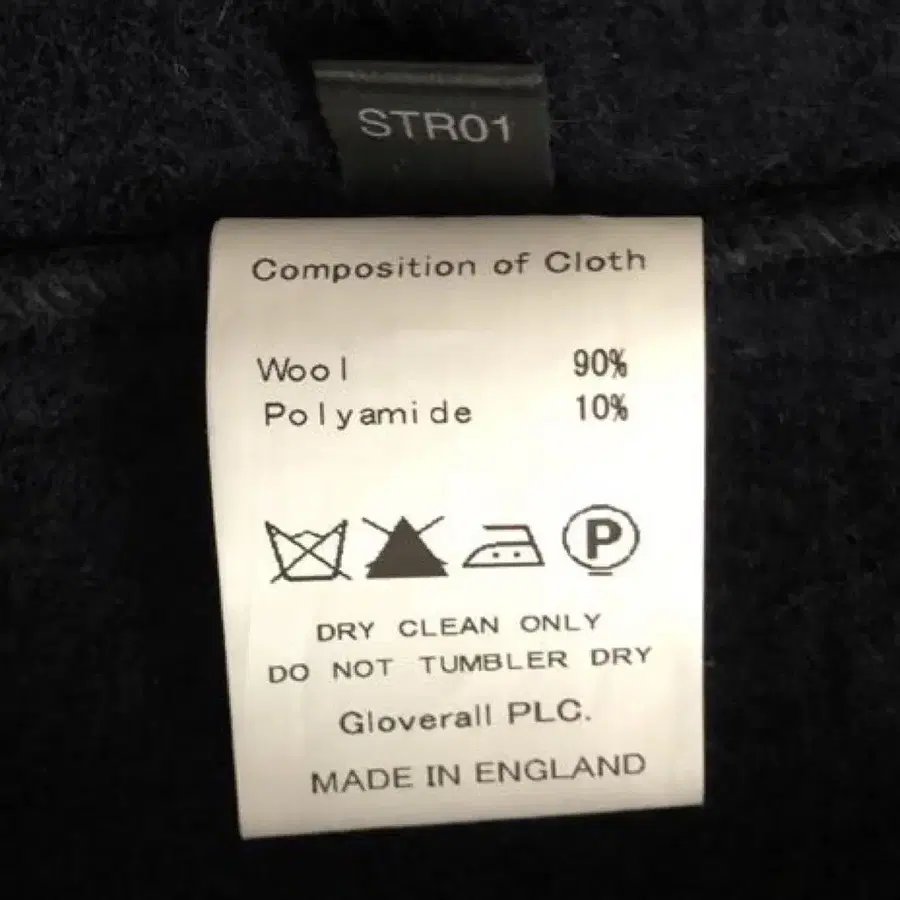 STR01
Composition of Cloth
Wool 90%
Polyamide 10%
P
DRY CLEAN ONLY
DO NOT TUMBLER DRY
Gloverall PLC.
MADE IN ENGLAND